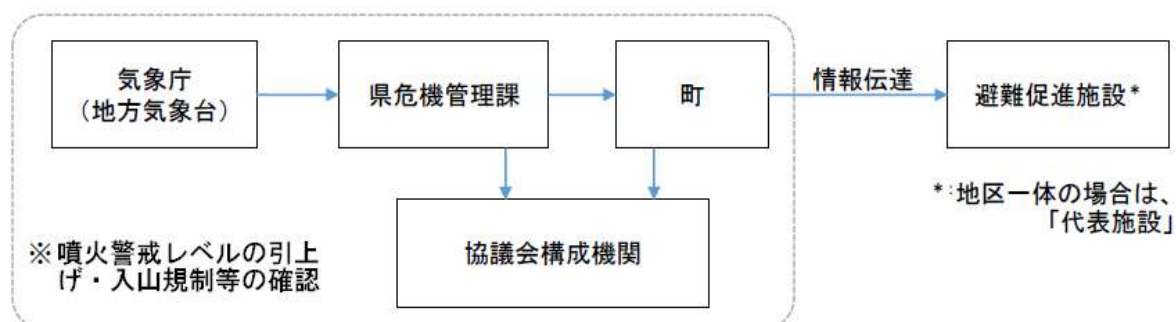 気象庁
（地方気象台）
県危機管理課
町
情報伝達
避難促進施設*
*：地区一体の場合は、
「代表施設」
協議会構成機関
※噴火警戒レベルの引上
げ・入山規制等の確認